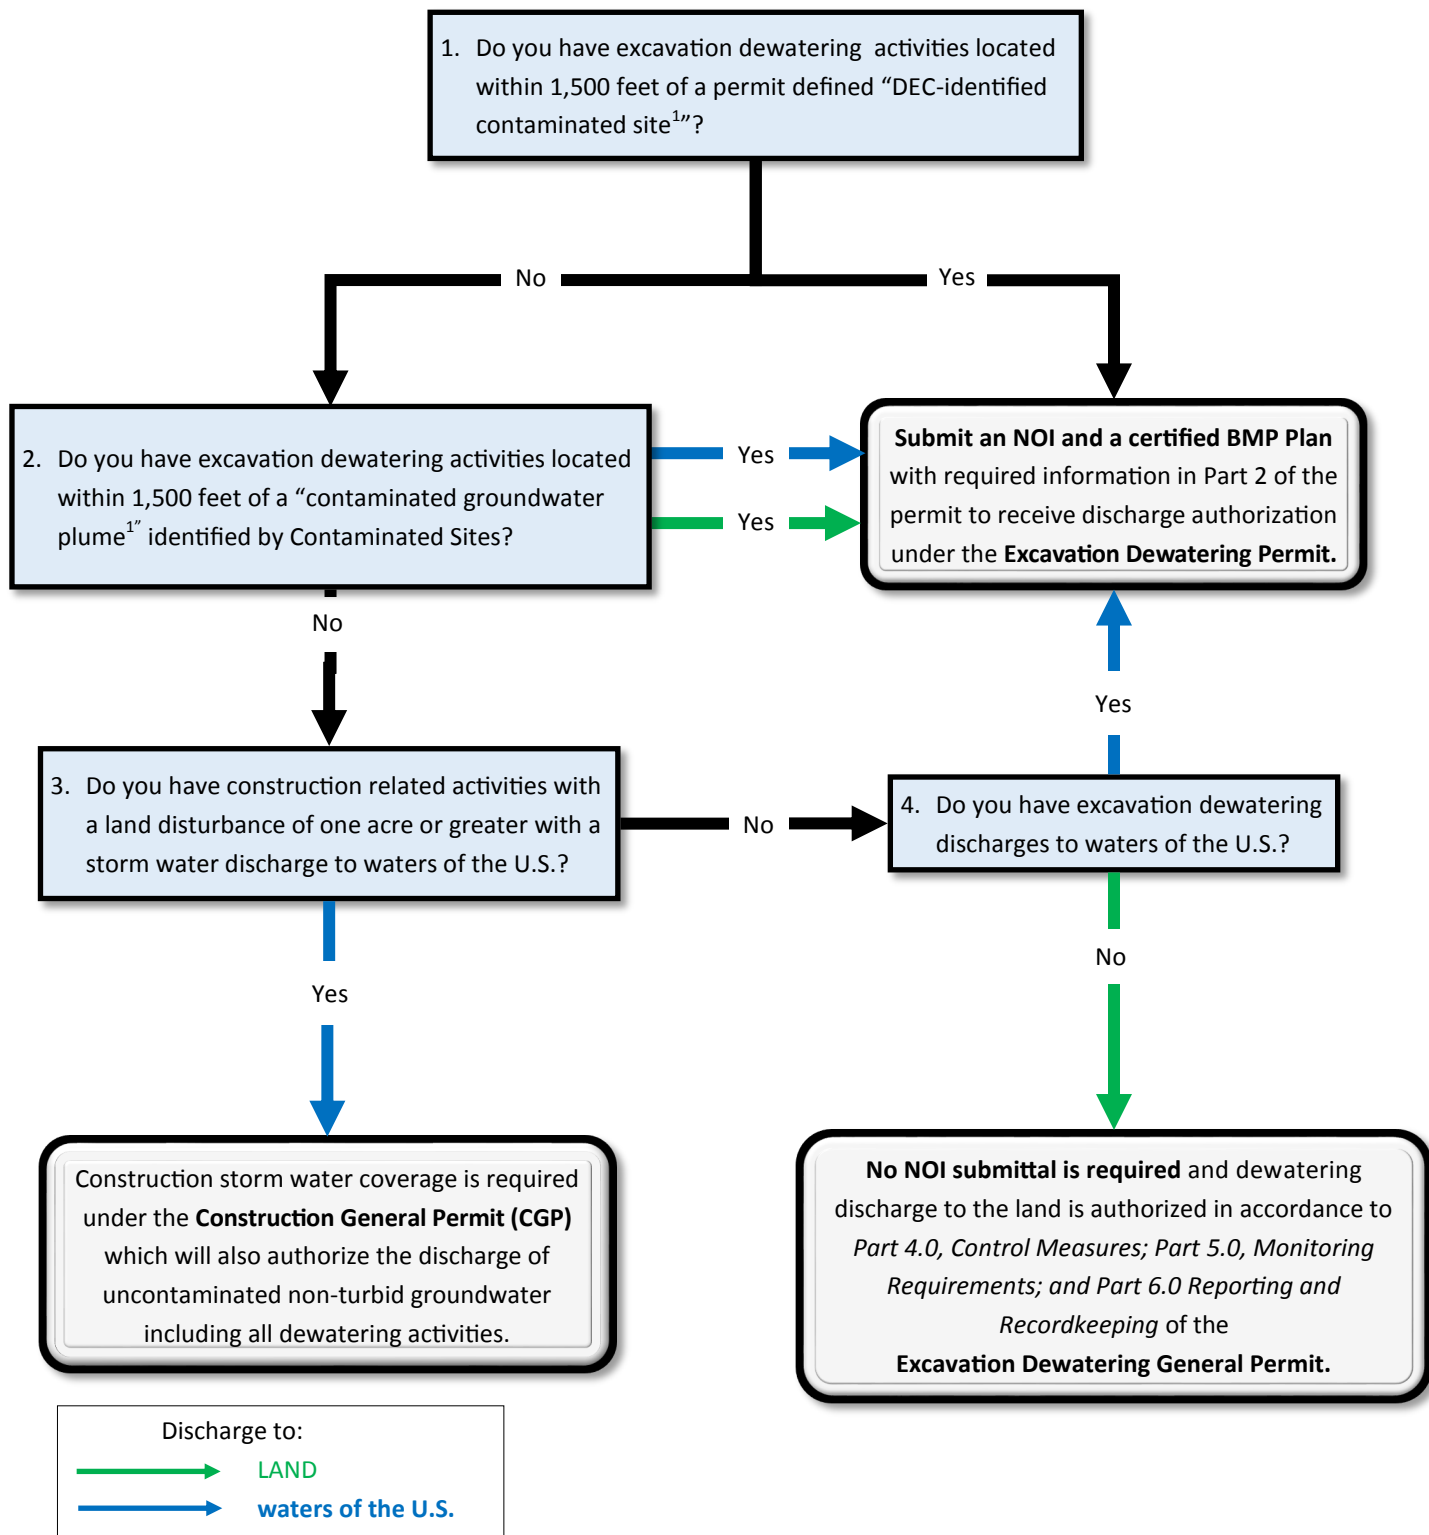 1. Do you have excavation dewatering activities located
within 1,500 feet of a permit defined “DEC-identified
contaminated site1”?
No
Yes
2. Do you have excavation dewatering activities located
within 1,500 feet of a “contaminated groundwater
plume1” identified by Contaminated Sites?
Yes
Yes
Submit an NOI and a certified BMP Plan
with required information in Part 2 of the
permit to receive discharge authorization
under the Excavation Dewatering Permit.
No
Yes
3. Do you have construction related activities with
a land disturbance of one acre or greater with a
storm water discharge to waters of the U.S.?
No
4. Do you have excavation dewatering
discharges to waters of the U.S.?
Yes
No
Construction storm water coverage is required
under the Construction General Permit (CGP)
which will also authorize the discharge of
uncontaminated non-turbid groundwater
including all dewatering activities.
No NOI submittal is required and dewatering
discharge to the land is authorized in accordance to
Part 4.0, Control Measures; Part 5.0, Monitoring
Requirements; and Part 6.0 Reporting and
Recordkeeping of the
Excavation Dewatering General Permit.
Discharge to:
LAND
waters of the U.S.